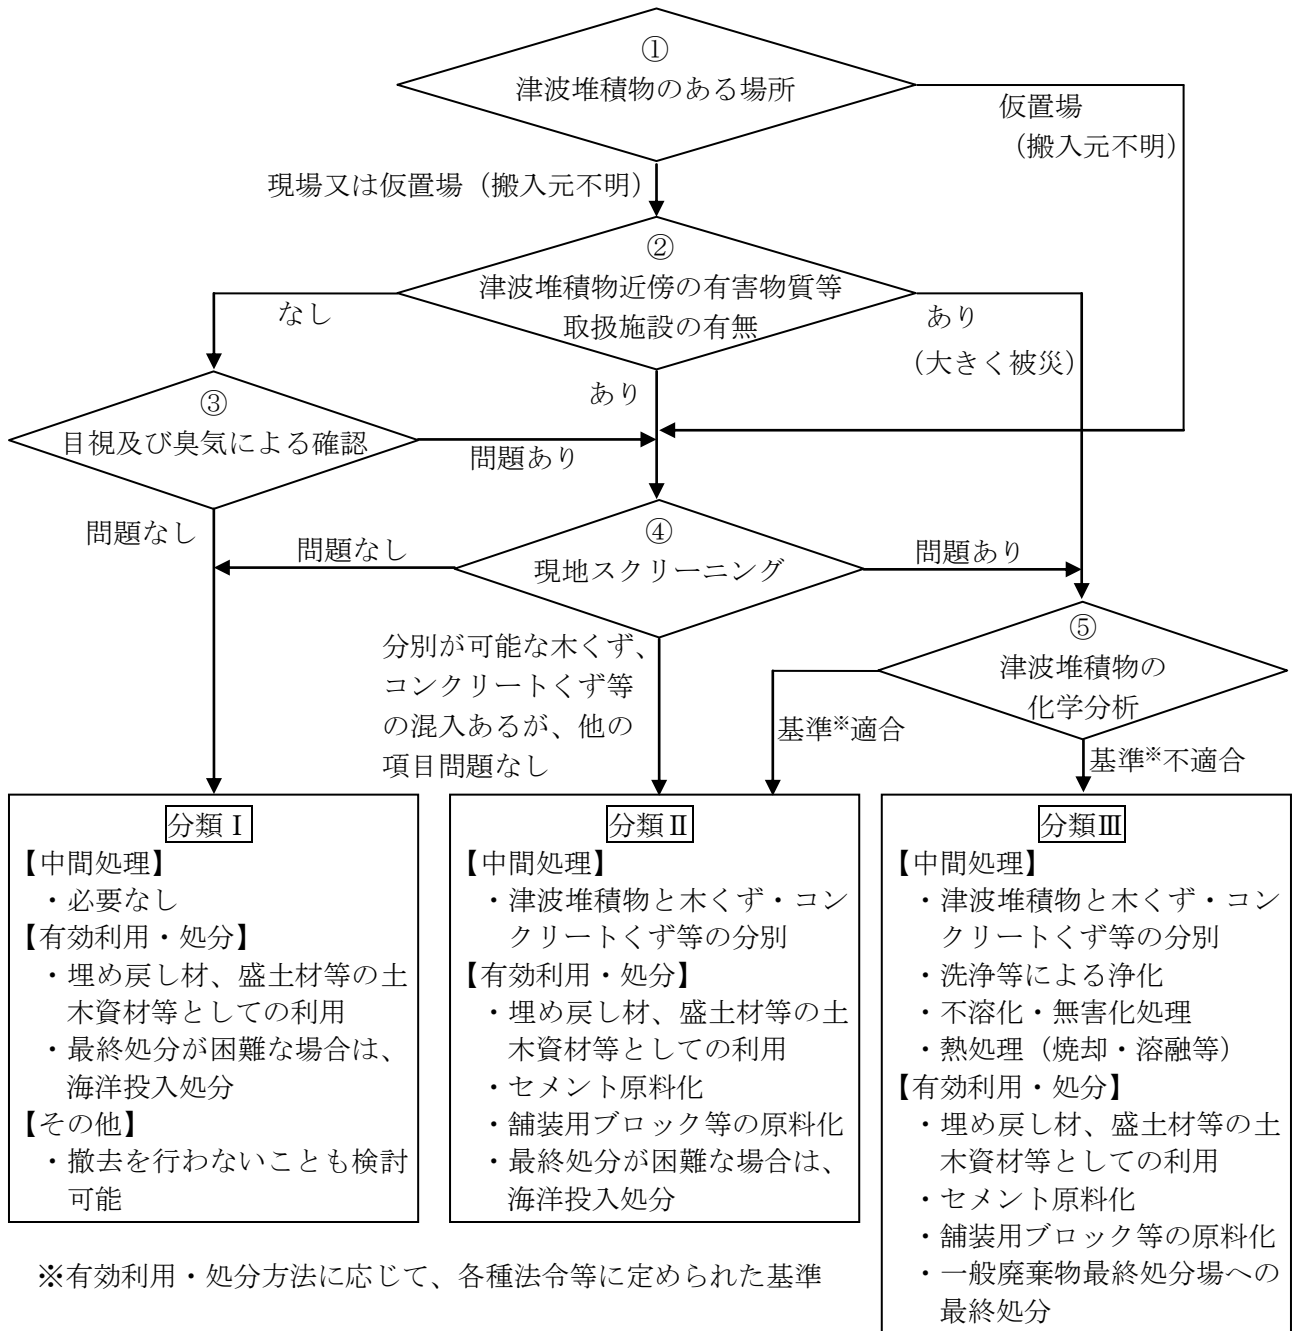 ①
津波堆積物のある場所
仮置場
（搬入元不明）
現場又は仮置場（搬入元不明）
②
津波堆積物近傍の有害物質等
取扱施設の有無
なし
あり
（大きく被災）
あり
③
目視及び臭気による確認
問題あり
問題なし
④
現地スクリーニング
問題なし
問題あり
分別が可能な木くず、
コンクリートくず等
の混入あるが、他の
項目問題なし
⑤
津波堆積物の
化学分析
基準※適合
基準※不適合
分類Ⅰ
【中間処理】
・必要なし
【有効利用・処分】
・埋め戻し材、盛土材等の土
木資材等としての利用
・最終処分が困難な場合は、
海洋投入処分
【その他】
・撤去を行わないことも検討
可能
分類Ⅱ
【中間処理】
・津波堆積物と木くず・コン
クリートくず等の分別
【有効利用・処分】
・埋め戻し材、盛土材等の土
木資材等としての利用
・セメント原料化
・舗装用ブロック等の原料化
・最終処分が困難な場合は、
海洋投入処分
分類Ⅲ
【中間処理】
・津波堆積物と木くず・コン
クリートくず等の分別
・洗浄等による浄化
・不溶化・無害化処理
・熱処理（焼却・溶融等）
【有効利用・処分】
・埋め戻し材、盛土材等の土
木資材等としての利用
・セメント原料化
・舗装用ブロック等の原料化
・一般廃棄物最終処分場への
最終処分
※有効利用・処分方法に応じて、各種法令等に定められた基準